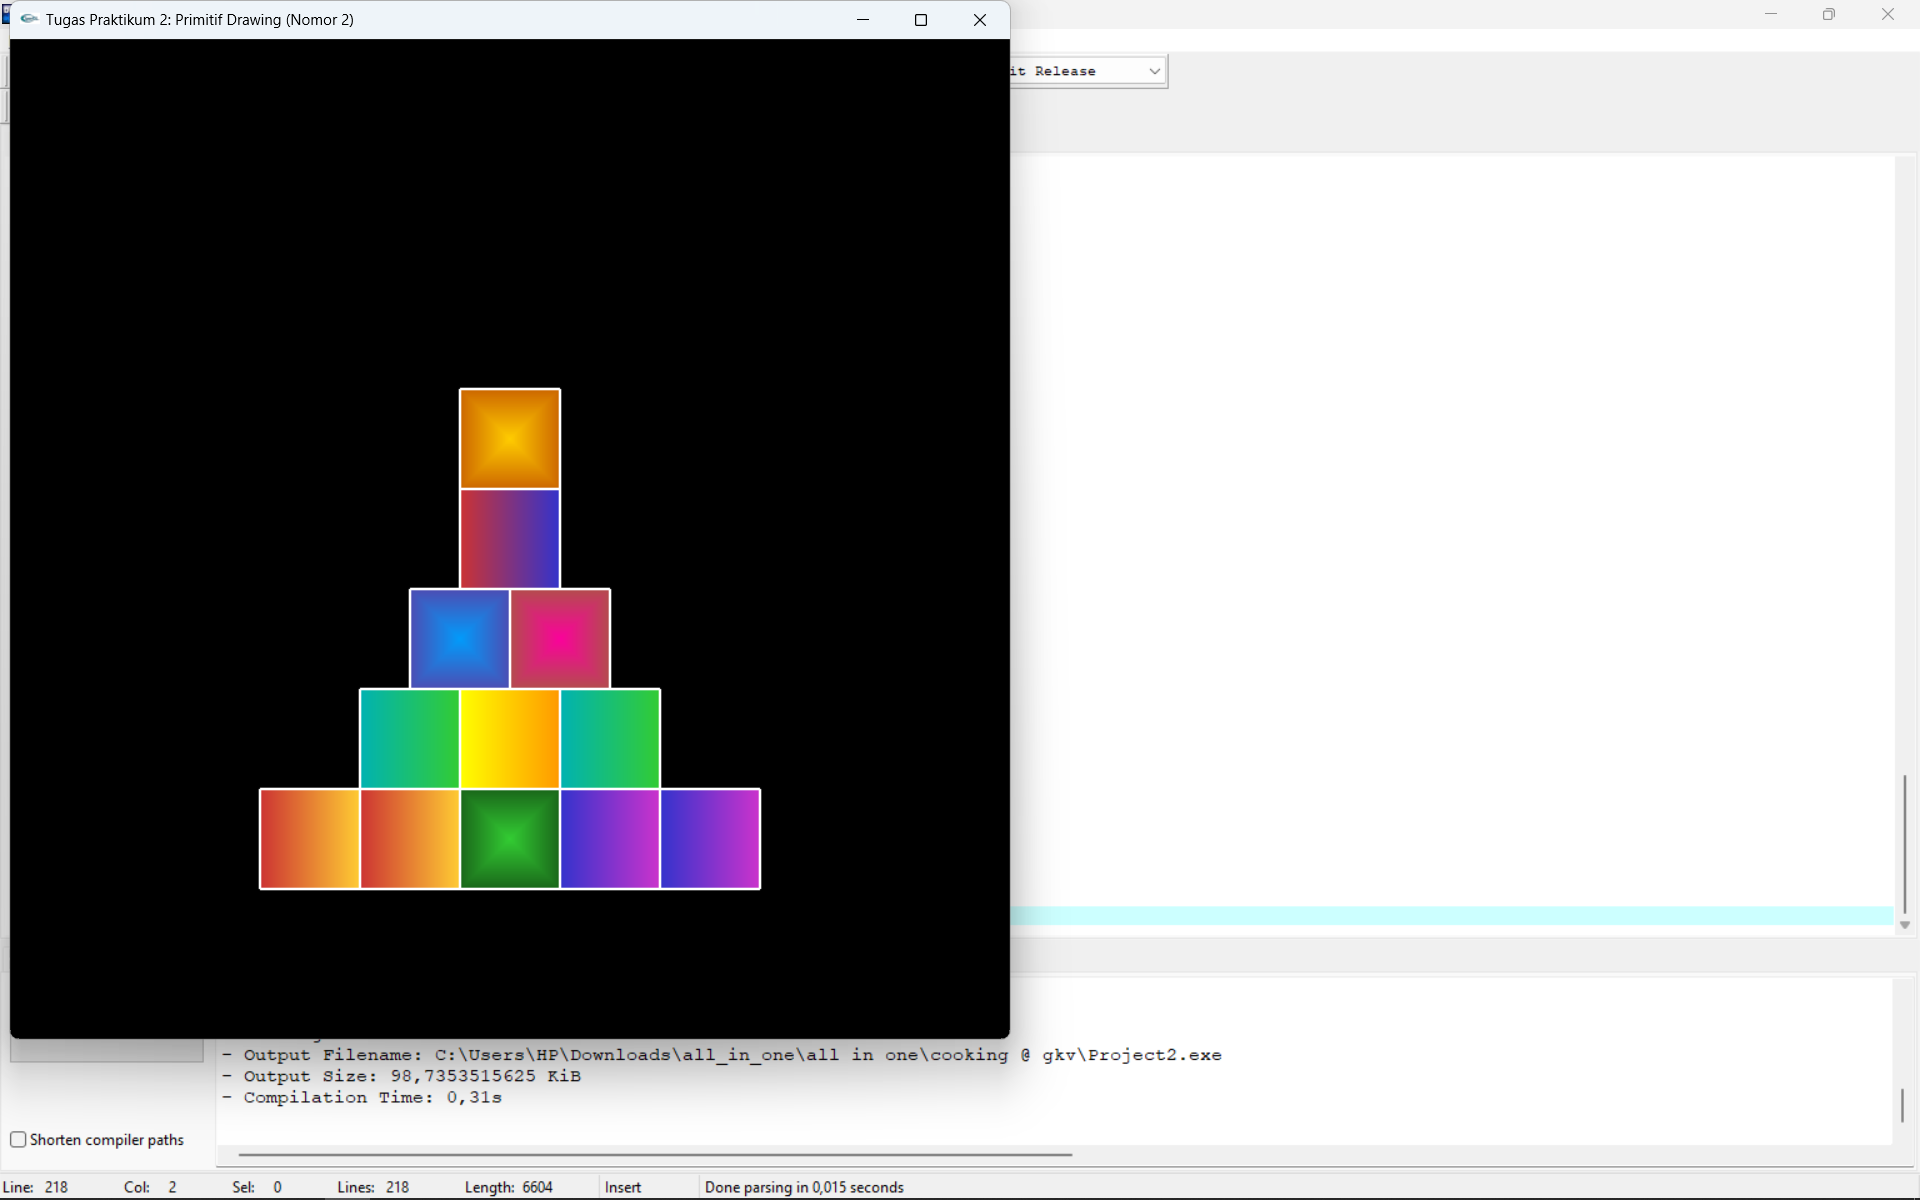 Tugas Praktikum 2: Primitif Drawing (Nomor 2)
it Release
- Output Filename: C:\Users\HP\Downloads\all_in_one\all in one\cooking @ gkv\Project2.exe
- Output Size: 98,7353515625 KiB
- Compilation Time: 0,31s
Shorten compiler paths
Line: 218 Col: 2 Sel: 0 Lines: 218 Length: 6604 Insert Done parsing in 0,015 seconds